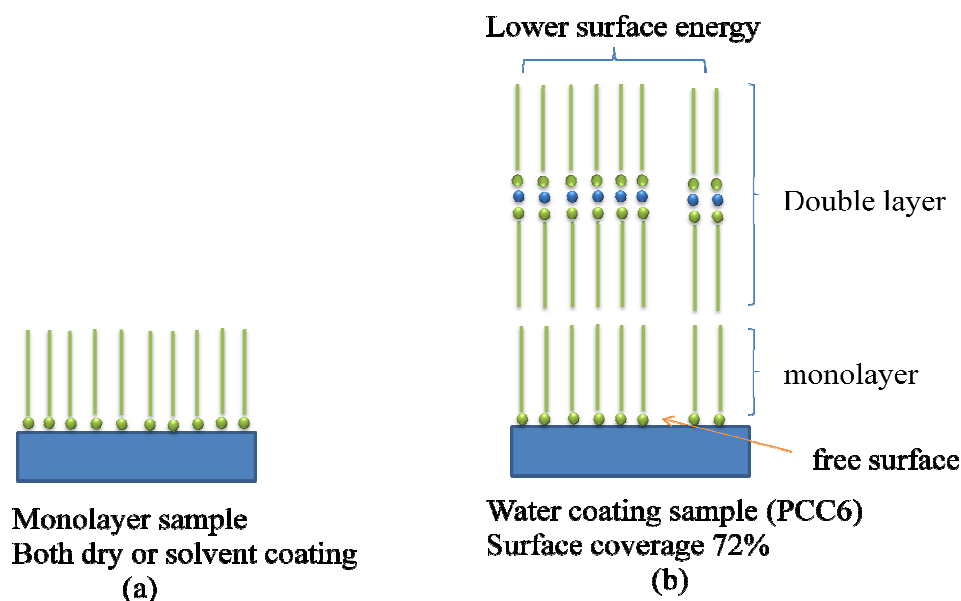 Lower surface energy
Double layer
monolayer
free surface
Monolayer sample
Both dry or solvent coating
(a)
Water coating sample (PCC6)
Surface coverage 72%
(b)